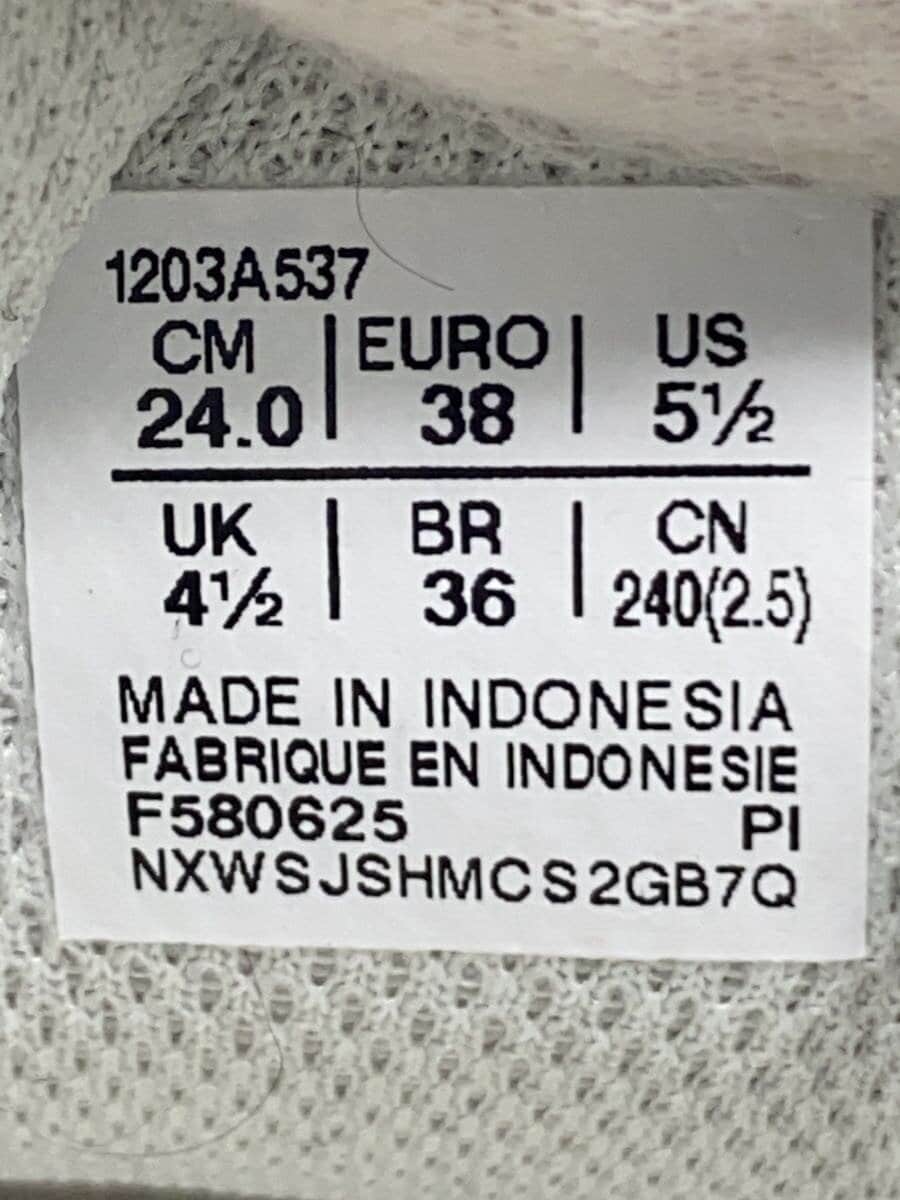 1203A537
CM | EURO | US
24.0 | 38 | 5½
UK | BR | CN
4½ | 36 | 240(2.5)
MADE IN INDONESIA
FABRIQUE EN INDONESIE
F580625 PI
NXWSJSHMCS2GB7Q